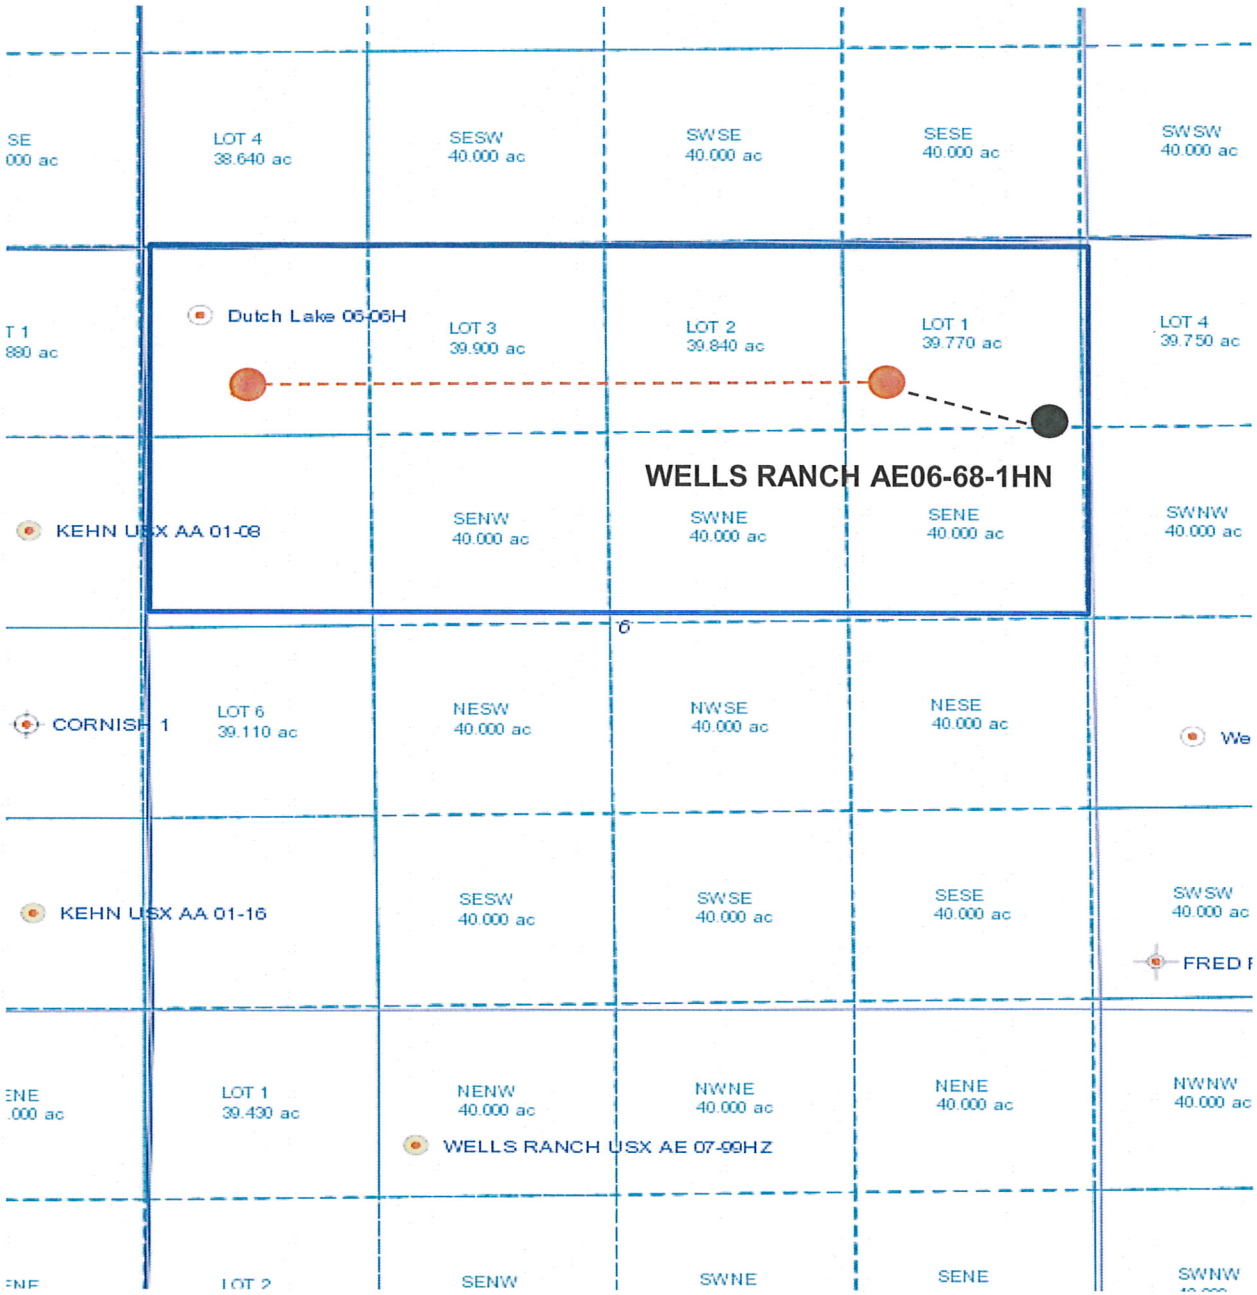 SE
000 ac
LOT 4
38.640 ac
SESW
40.000 ac
SWSE
40.000 ac
SESE
40.000 ac
SWSW
40.000 ac
T 1
880 ac
Dutch Lake 06-06H
LOT 3
39.900 ac
LOT 2
39.840 ac
LOT 1
39.770 ac
LOT 4
39.750 ac
WELLS RANCH AE06-68-1HN
KEHN USX AA 01-08
SENW
40.000 ac
SWNE
40.000 ac
SENE
40.000 ac
SWNW
40.000 ac
6
CORNISH 1
LOT 6
39.110 ac
NESW
40.000 ac
NWSE
40.000 ac
NESE
40.000 ac
We
KEHN USX AA 01-16
SESW
40.000 ac
SWSE
40.000 ac
SESE
40.000 ac
SWSW
40.000 ac
FRED
ENE
.000 ac
LOT 1
39.430 ac
NENW
40.000 ac
NWNE
40.000 ac
NENE
40.000 ac
NWNW
40.000 ac
WELLS RANCH USX AE 07-99HZ
ENE
LOT 2
SENW
SWNE
SENE
SWNW